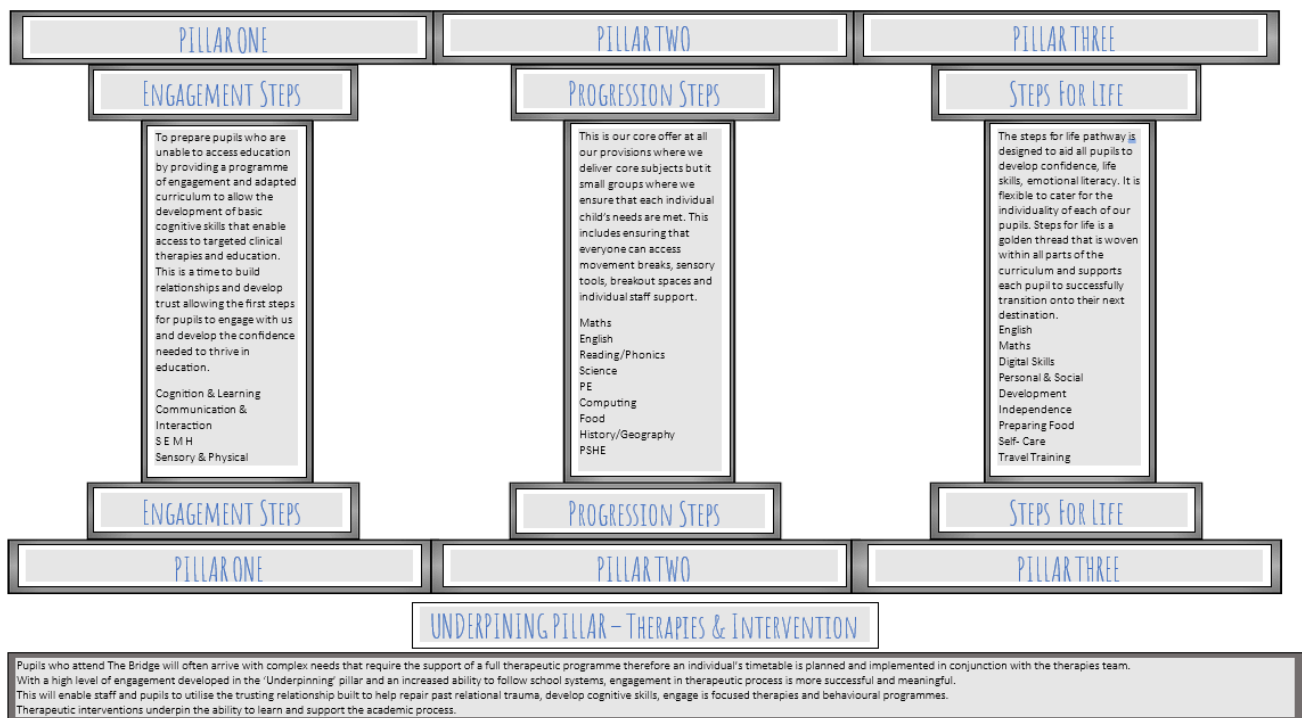 PILLAR ONE
PILLAR TWO
PILLAR THREE
ENGAGEMENT STEPS
PROGRESSION STEPS
STEPS FOR LIFE
To prepare pupils who are
unable to access education
by providing a programme
of engagement and adapted
curriculum to allow the
development of basic
cognitive skills that enable
access to targeted clinical
therapies and education.
This is a time to build
relationships and develop
trust allowing the first steps
for pupils to engage with us
and develop the confidence
needed to thrive in
education.
Cognition & Learning
Communication &
Interaction
S E M H
Sensory & Physical
This is our core offer at all
our provisions where we
deliver core subjects but it
small groups where we
ensure that each individual
child's needs are met. This
includes ensuring that
everyone can access
movement breaks, sensory
tools, breakout spaces and
individual staff support.
Maths
English
Reading/Phonics
Science
PE
Computing
Food
History/Geography
PSHE
The steps for life pathway is
designed to aid all pupils to
develop confidence, life
skills, emotional literacy. It is
flexible to cater for the
individuality of each of our
pupils. Steps for life is a
golden thread that is woven
within all parts of the
curriculum and supports
each pupil to successfully
transition onto their next
destination.
English
Maths
Digital Skills
Personal & Social
Development
Independence
Preparing Food
Self- Care
Travel Training
ENGAGEMENT STEPS
PROGRESSION STEPS
STEPS FOR LIFE
PILLAR ONE
PILLAR TWO
PILLAR THREE
UNDERPINING PILLAR – THERAPIES & INTERVENTION
Pupils who attend The Bridge will often arrive with complex needs that require the support of a full therapeutic programme therefore an individual's timetable is planned and implemented in conjunction with the therapies team.
With a high level of engagement developed in the 'Underpinning' pillar and an increased ability to follow school systems, engagement in therapeutic process is more successful and meaningful.
This will enable staff and pupils to utilise the trusting relationship built to help repair past relational trauma, develop cognitive skills, engage is focused therapies and behavioural programmes.
Therapeutic interventions underpin the ability to learn and support the academic process.